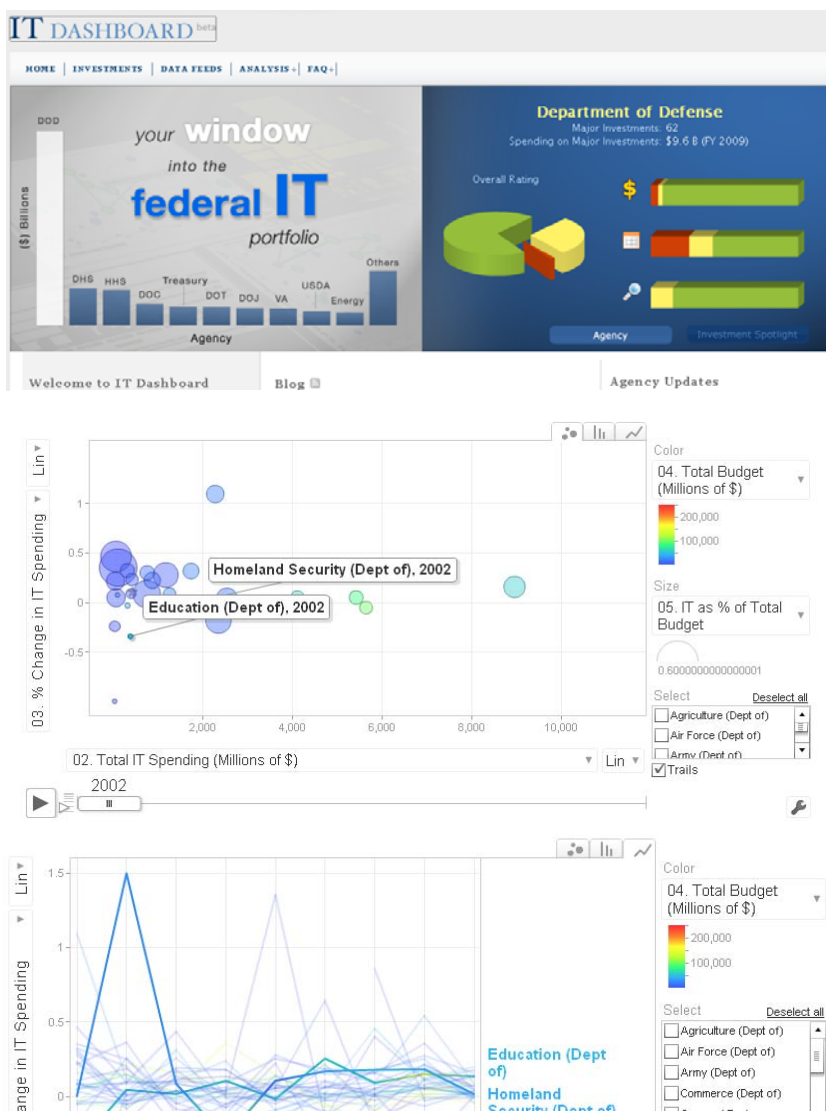 IT DASHBOARD beta
HOME | INVESTMENTS | DATA FEEDS | ANALYSIS+ | FAQ+ |
DOD
your window
into the
federal IT
portfolio
($) Billions
DHS HHS DOC Treasury DOT DOJ VA USDA Energy Others
Agency
Department of Defense
Major Investments: 62
Spending on Major Investments: $9.6 B (FY 2009)
Overall Rating
$
Agency
Investment Spotlight
Welcome to IT Dashboard
Blog
Agency Updates
Lin
03. % Change in IT Spending
1
0.5
0
-0.5
Homeland Security (Dept of), 2002
Education (Dept of), 2002
2,000 4,000 6,000 8,000 10,000
02. Total IT Spending (Millions of $)
Lin
2002
Color
04. Total Budget
(Millions of $)
200,000
100,000
Size
05. IT as % of Total
Budget
0.6000000000000001
Select Deselect all
Agriculture (Dept of)
Air Force (Dept of)
Army (Dept of)
Trails
Lin
ange in IT Spending
1.5
1
0.5
0
Education (Dept
of)
Homeland
Security (Dept of)
Color
04. Total Budget
(Millions of $)
200,000
100,000
Select Deselect all
Agriculture (Dept of)
Air Force (Dept of)
Army (Dept of)
Commerce (Dept of)